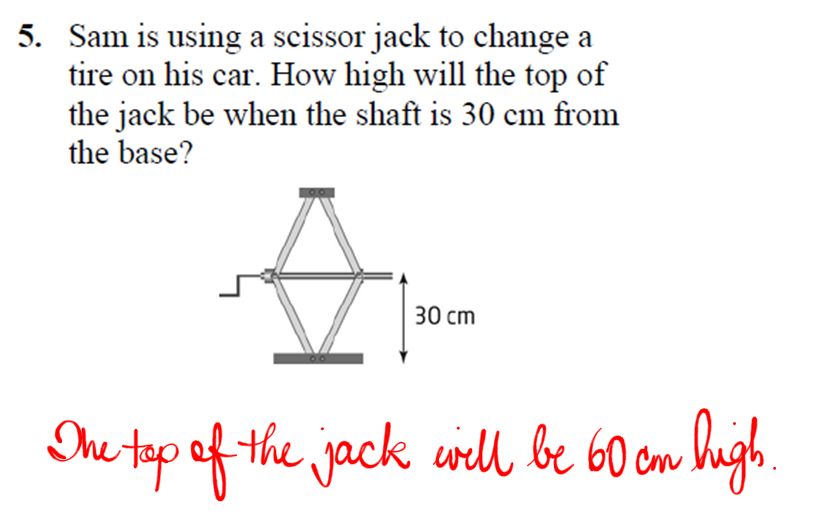 5. Sam is using a scissor jack to change a
tire on his car. How high will the top of
the jack be when the shaft is 30 cm from
the base?
30 cm
The top of the jack will be 60 cm high.